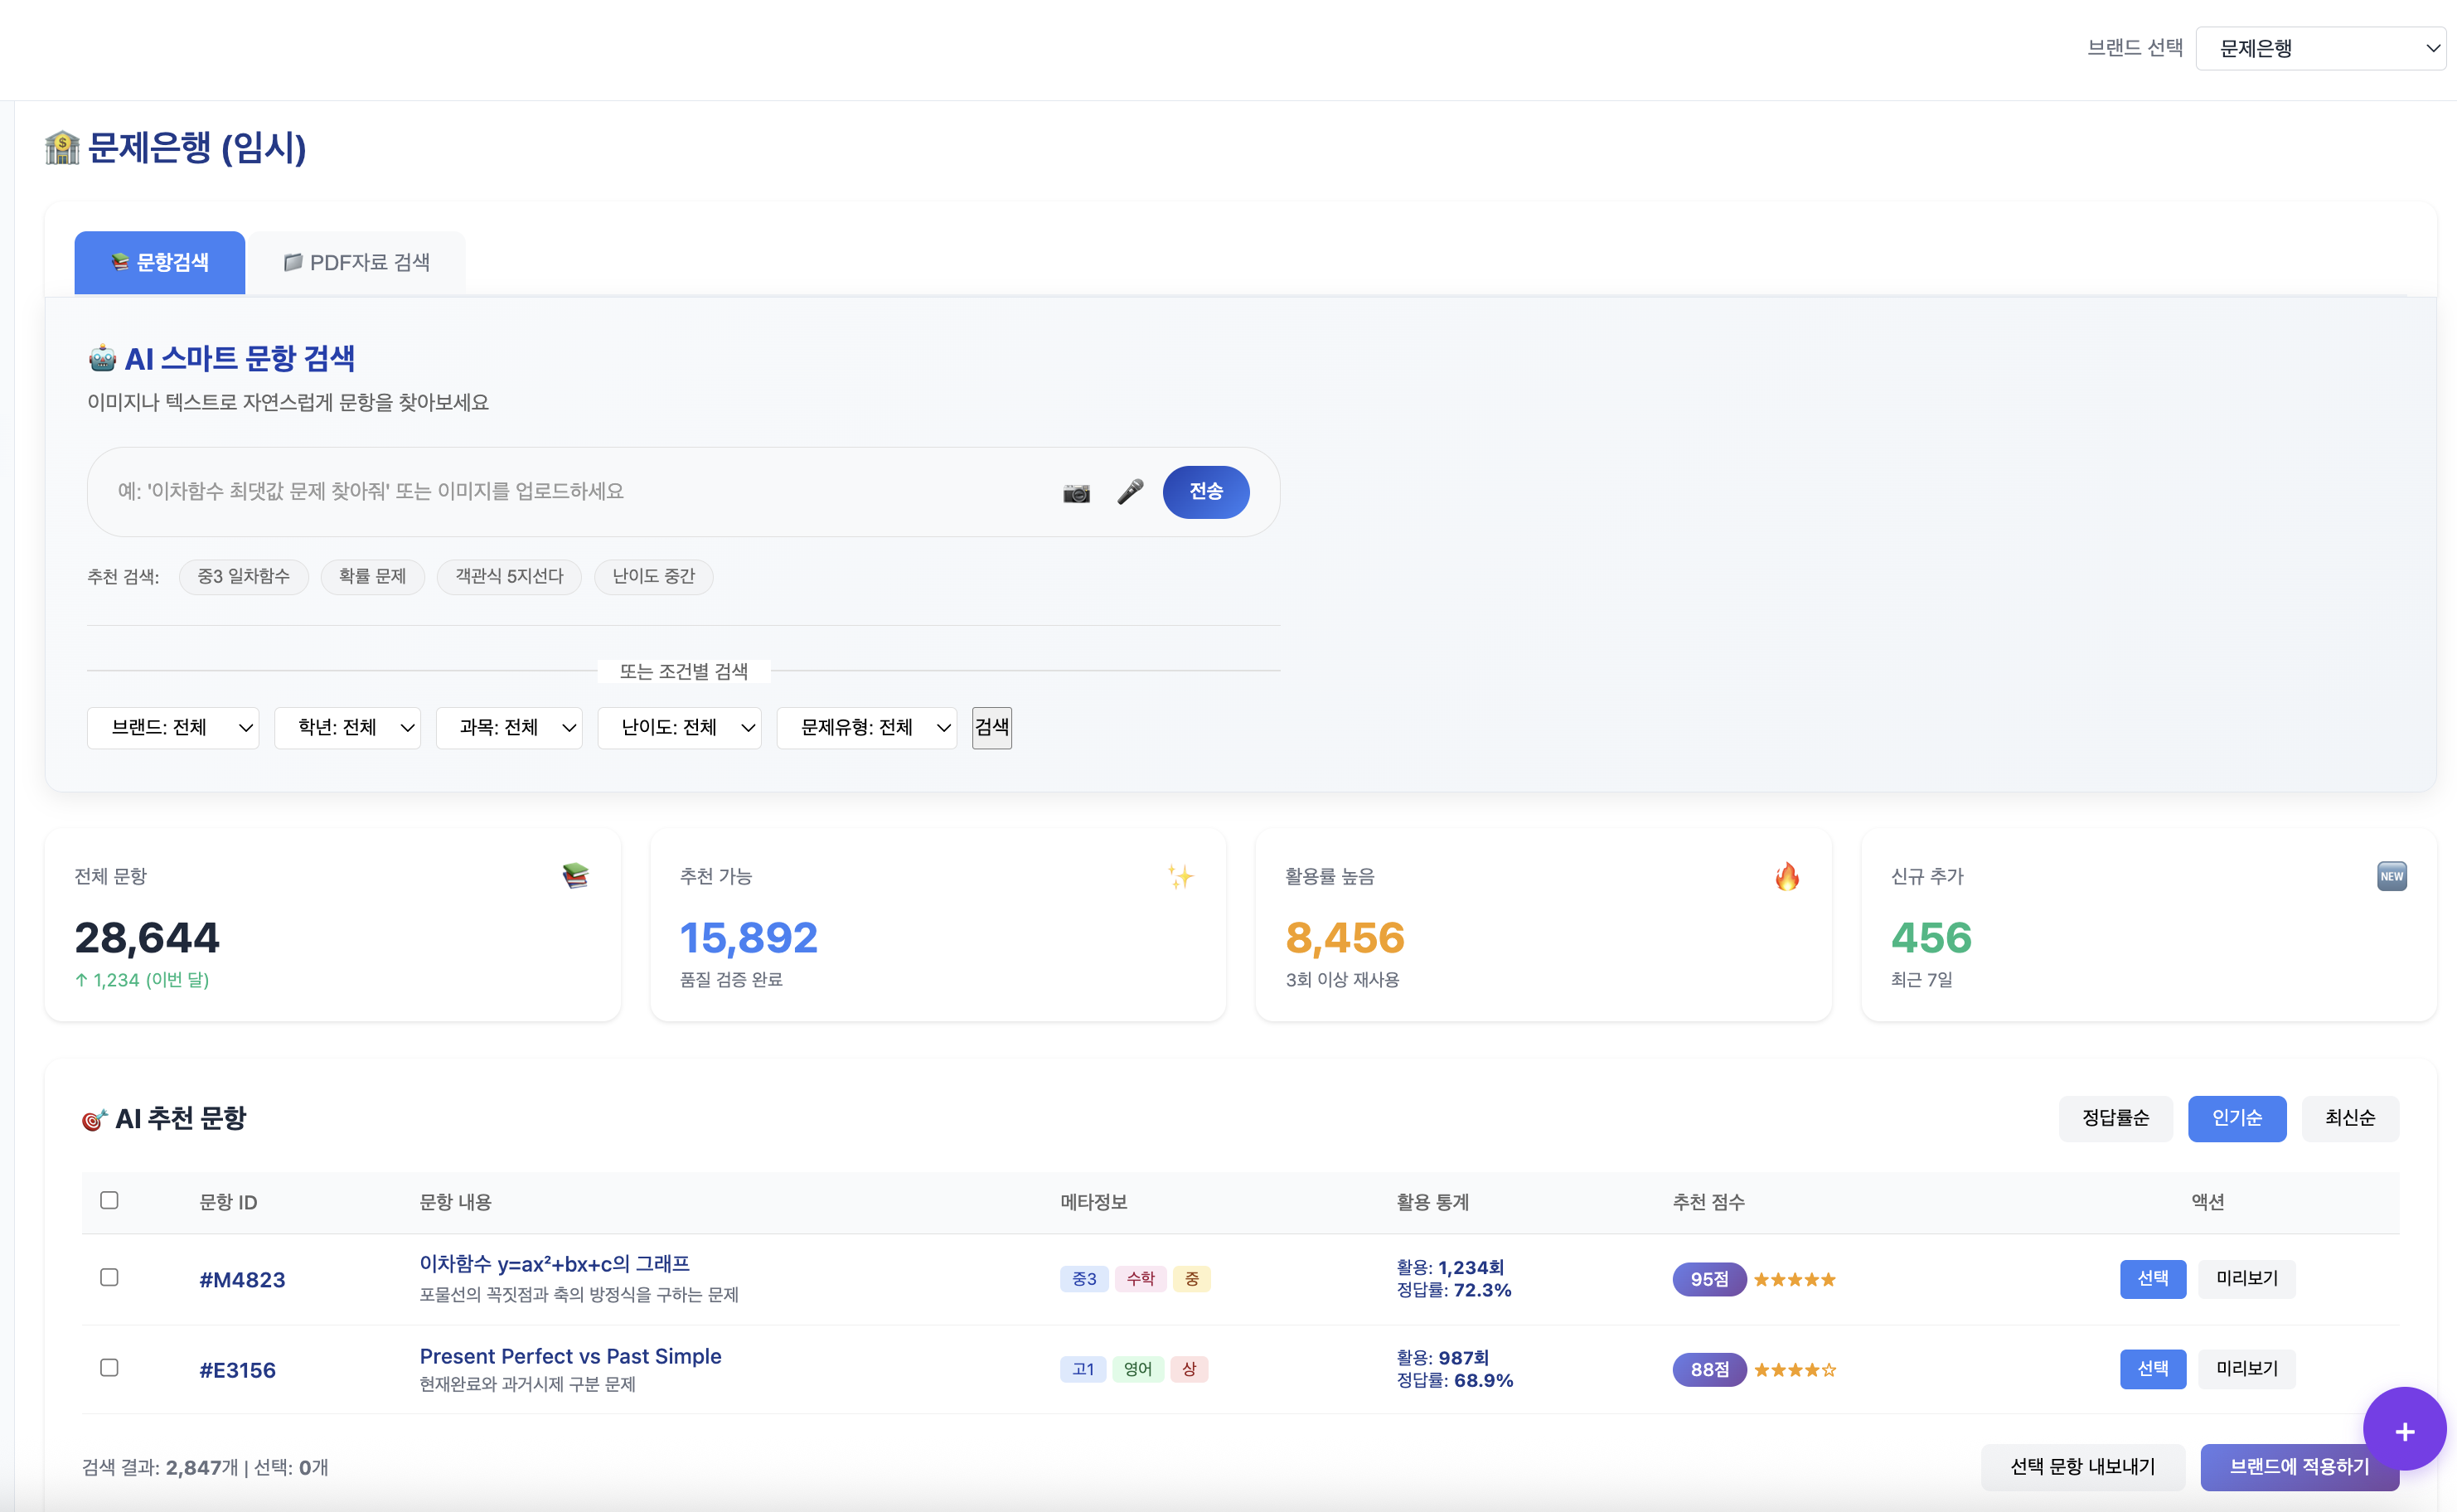 브랜드 선택 문제은행
문제은행 (임시)
문항검색 PDF자료 검색
AI 스마트 문항 검색
이미지나 텍스트로 자연스럽게 문항을 찾아보세요
예: '이차함수 최댓값 문제 찾아줘' 또는 이미지를 업로드하세요 전송
추천 검색: 중3 일차함수 확률 문제 객관식 5지선다 난이도 중간
또는 조건별 검색
브랜드: 전체 학년: 전체 과목: 전체 난이도: 전체 문제유형: 전체 검색
전체 문항
28,644
↑ 1,234 (이번 달)
추천 가능
15,892
품질 검증 완료
활용률 높음
8,456
3회 이상 재사용
신규 추가 NEW
456
최근 7일
AI 추천 문항 정답률순 인기순 최신순
문항 ID 문항 내용 메타정보 활용 통계 추천 점수 액션
#M4823
이차함수 y=ax²+bx+c의 그래프
포물선의 꼭짓점과 축의 방정식을 구하는 문제
중3 수학 중
활용: 1,234회
정답률: 72.3%
95점 ★★★★★
선택 미리보기
#E3156
Present Perfect vs Past Simple
현재완료와 과거시제 구분 문제
고1 영어 상
활용: 987회
정답률: 68.9%
88점 ★★★★☆
선택 미리보기
+
검색 결과: 2,847개 | 선택: 0개 선택 문항 내보내기 브랜드에 적용하기